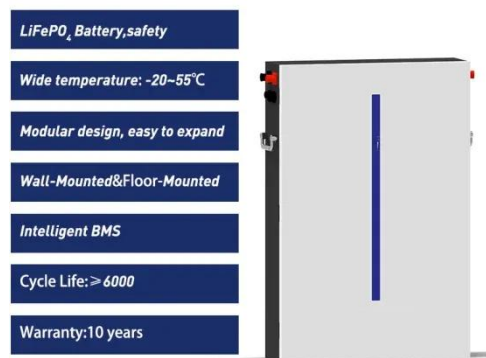 LiFePO₄ Battery,safety
Wide temperature: -20~55℃
Modular design, easy to expand
Wall-Mounted&Floor-Mounted
Intelligent BMS
Cycle Life:≥6000
Warranty:10 years